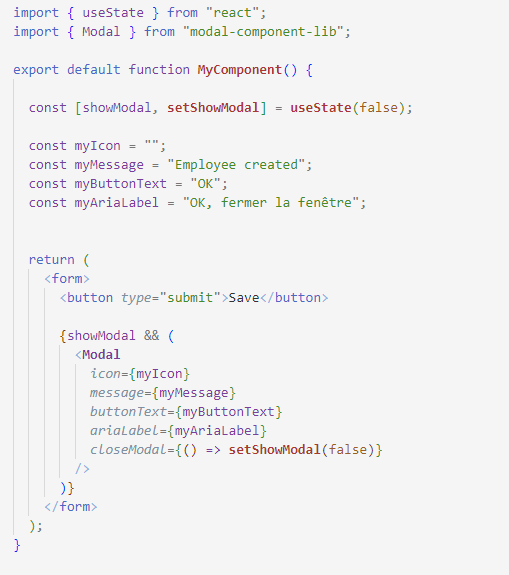 import { useState } from "react";
import { Modal } from "modal-component-lib";
export default function MyComponent() {
const [showModal, setShowModal] = useState(false);
const myIcon = "";
const myMessage = "Employee created";
const myButtonText = "OK";
const myAriaLabel = "OK, fermer la fenêtre";
return (
<form>
<button type="submit">Save</button>
{showModal && (
<Modal
icon={myIcon}
message={myMessage}
buttonText={myButtonText}
ariaLabel={myAriaLabel}
closeModal={() => setShowModal(false)}
/>
)}
</form>
);
}